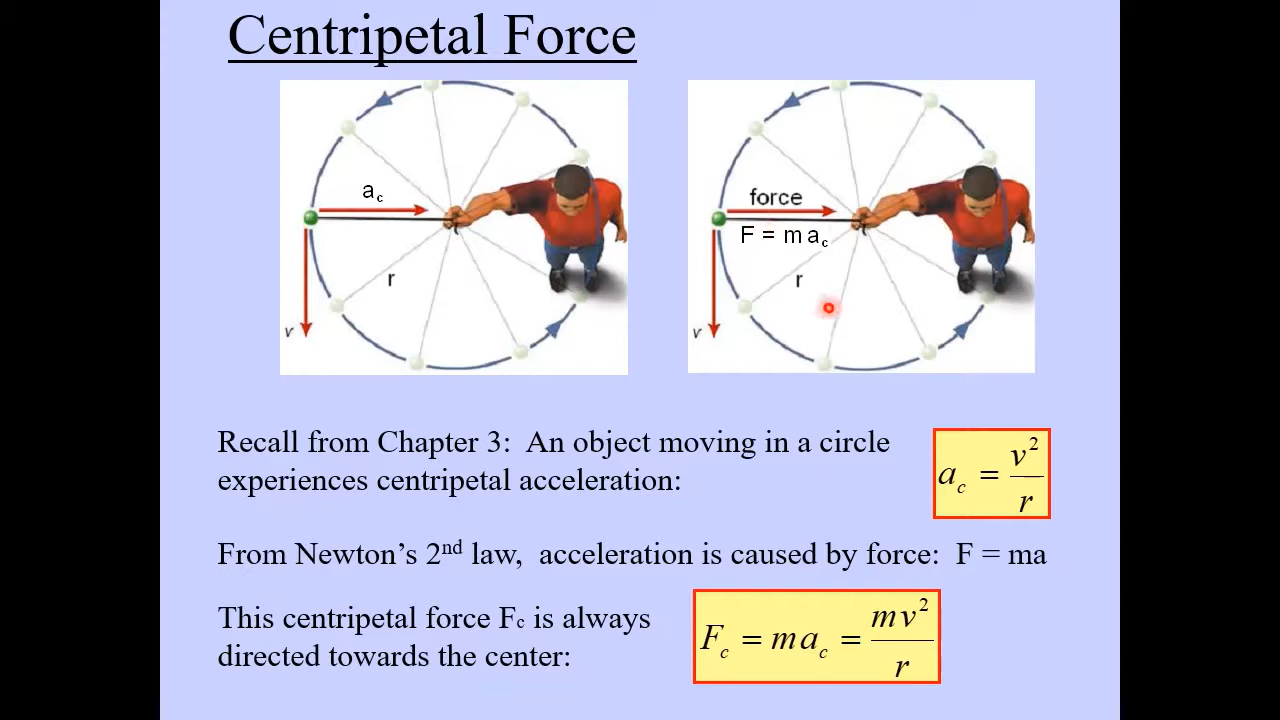 Centripetal Force
a_c
r
v
force
F = m a_c
r
v
Recall from Chapter 3: An object moving in a circle
experiences centripetal acceleration:
a_c = v²/r
From Newton's 2nd law, acceleration is caused by force: F = ma
This centripetal force F_c is always
directed towards the center:
F_c = ma_c = mv²/r